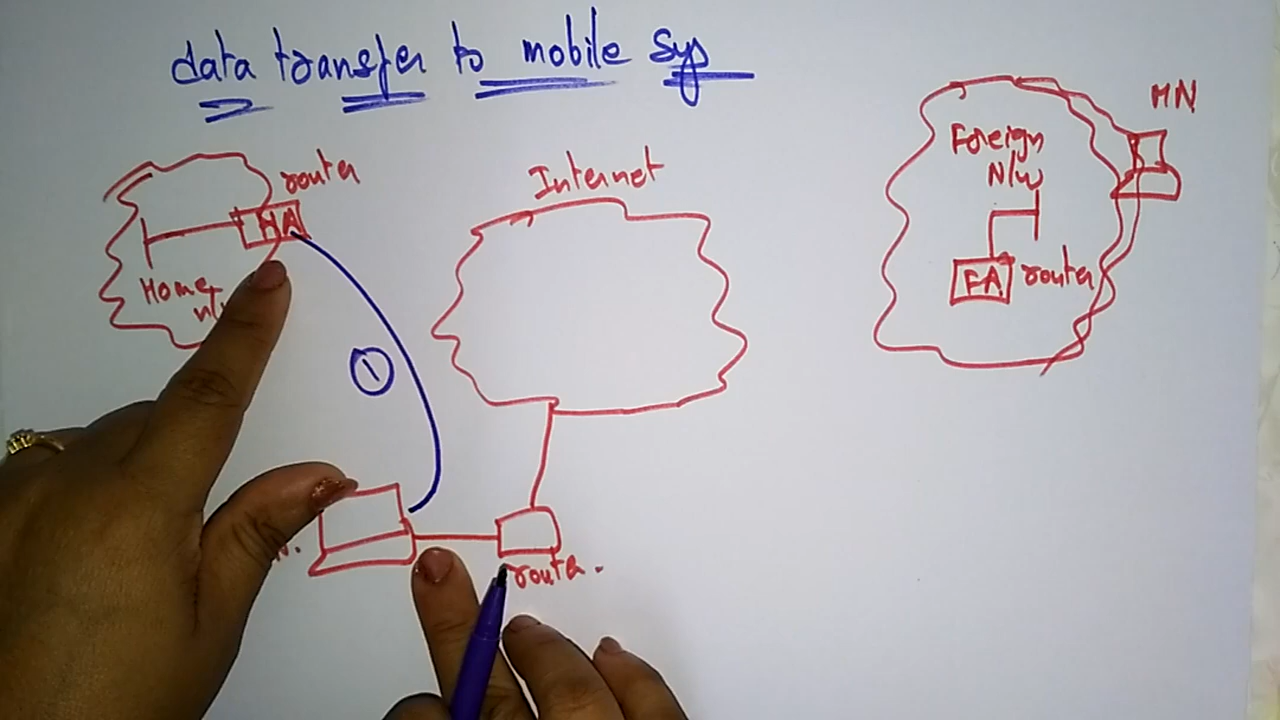 data transfer to mobile sys
router
HA
Home
n/w
1
Internet
MN
Foreign
N/w
FA router
router.